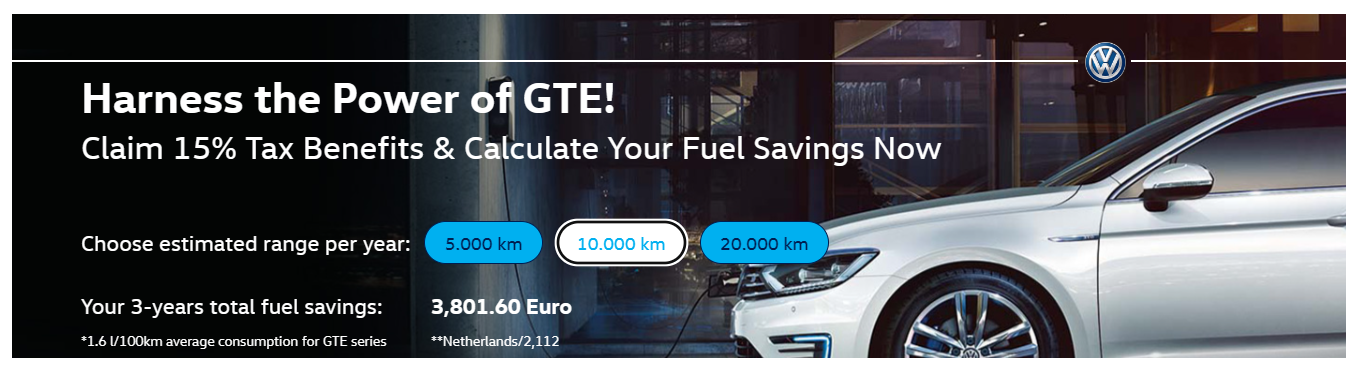 Harness the Power of GTE!
Claim 15% Tax Benefits & Calculate Your Fuel Savings Now
Choose estimated range per year: 5.000 km 10.000 km 20.000 km
Your 3-years total fuel savings: 3,801.60 Euro
*1.6 l/100km average consumption for GTE series **Netherlands/2,112